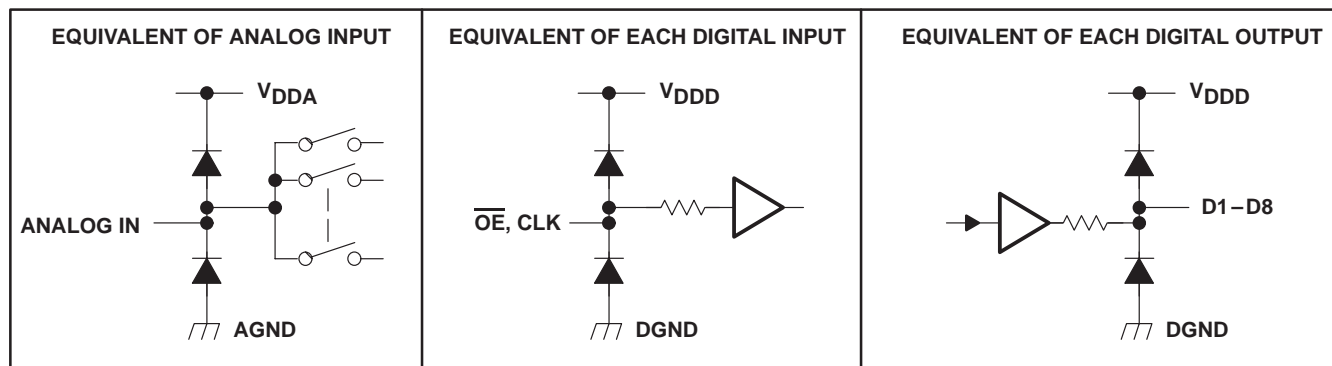 EQUIVALENT OF ANALOG INPUT
VDDA
ANALOG IN
AGND
EQUIVALENT OF EACH DIGITAL INPUT
VDDD
O̅E̅, CLK
DGND
EQUIVALENT OF EACH DIGITAL OUTPUT
VDDD
D1–D8
DGND